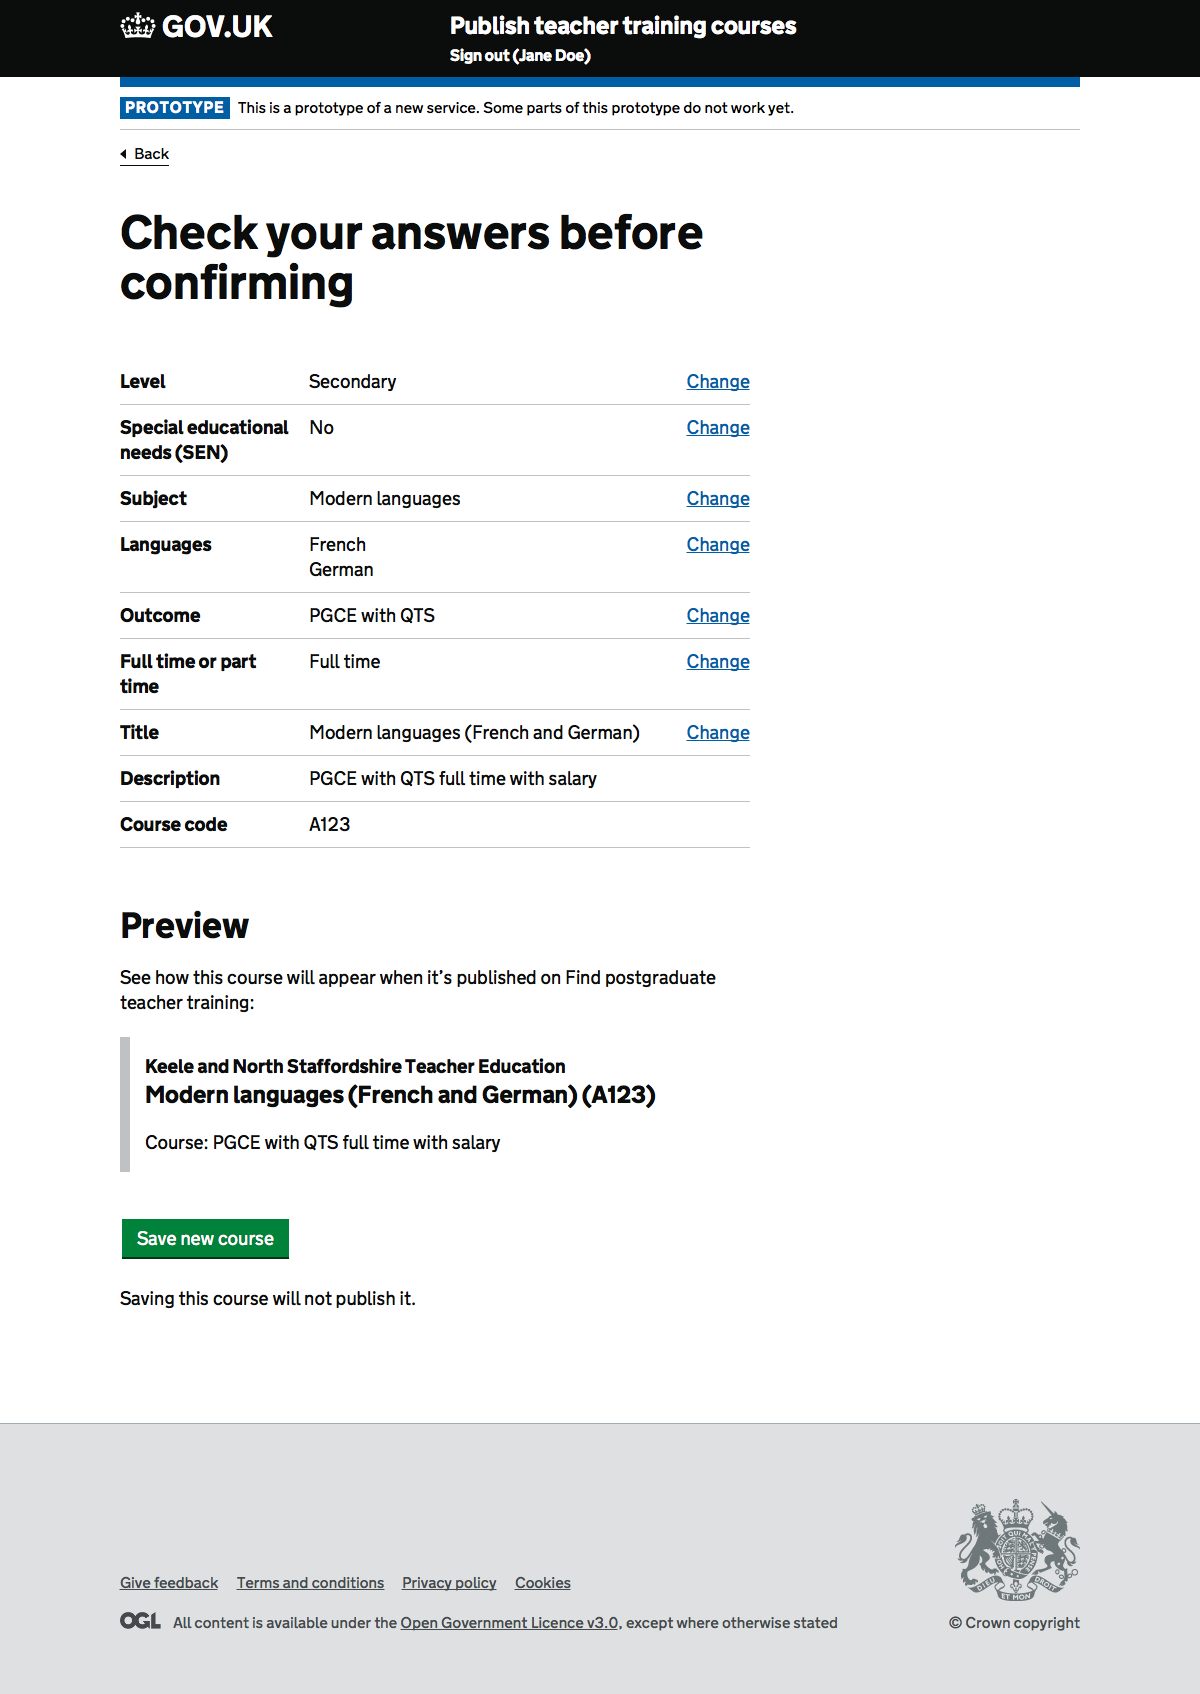 GOV.UK
Publish teacher training courses
Sign out (Jane Doe)
PROTOTYPE This is a prototype of a new service. Some parts of this prototype do not work yet.
Back
Check your answers before
confirming
Level Secondary Change
Special educational No Change
needs (SEN)
Subject Modern languages Change
Languages French Change
German
Outcome PGCE with QTS Change
Full time or part Full time Change
time
Title Modern languages (French and German) Change
Description PGCE with QTS full time with salary
Course code A123
Preview
See how this course will appear when it’s published on Find postgraduate
teacher training:
Keele and North Staffordshire Teacher Education
Modern languages (French and German) (A123)
Course: PGCE with QTS full time with salary
Save new course
Saving this course will not publish it.
Give feedback Terms and conditions Privacy policy Cookies
OGL All content is available under the Open Government Licence v3.0, except where otherwise stated
DIEU ET MON DROIT
© Crown copyright